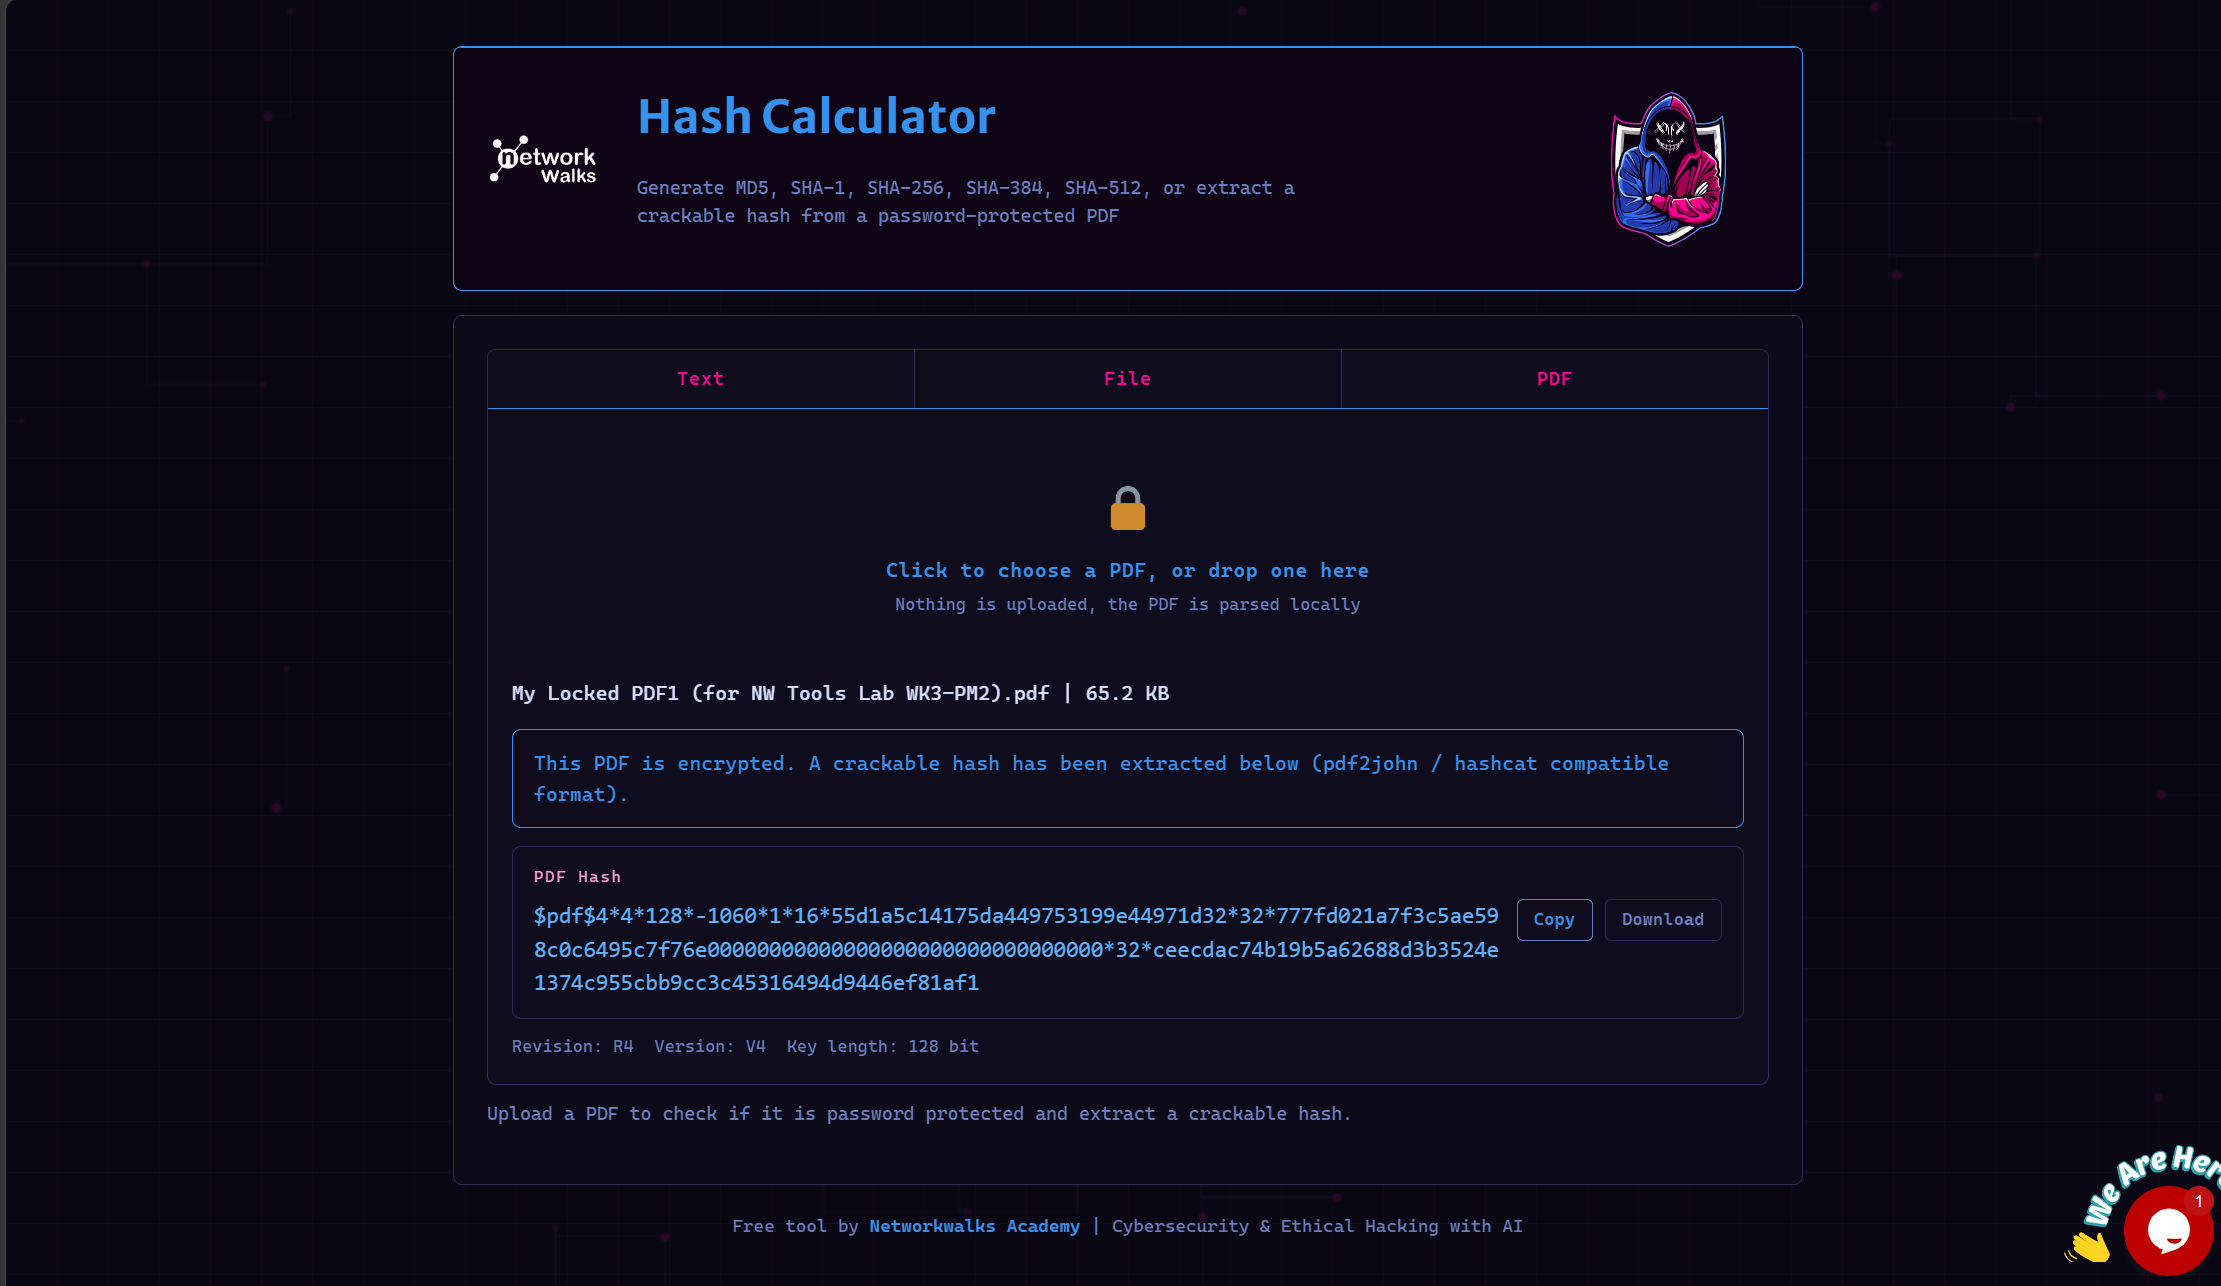 Hash Calculator
network
Walks
Generate MD5, SHA-1, SHA-256, SHA-384, SHA-512, or extract a
crackable hash from a password-protected PDF
Text
File
PDF
Click to choose a PDF, or drop one here
Nothing is uploaded, the PDF is parsed locally
My Locked PDF1 (for NW Tools Lab WK3-PM2).pdf | 65.2 KB
This PDF is encrypted. A crackable hash has been extracted below (pdf2john / hashcat compatible
format).
PDF Hash
$pdf$4*4*128*-1060*1*16*55d1a5c14175da449753199e44971d32*32*777fd021a7f3c5ae59
8c0c6495c7f76e00000000000000000000000000000000*32*ceecdac74b19b5a62688d3b3524e
1374c955cbb9cc3c45316494d9446ef81af1
Copy
Download
Revision: R4 Version: V4 Key length: 128 bit
Upload a PDF to check if it is password protected and extract a crackable hash.
Free tool by Networkwalks Academy | Cybersecurity & Ethical Hacking with AI
We Are Here
1